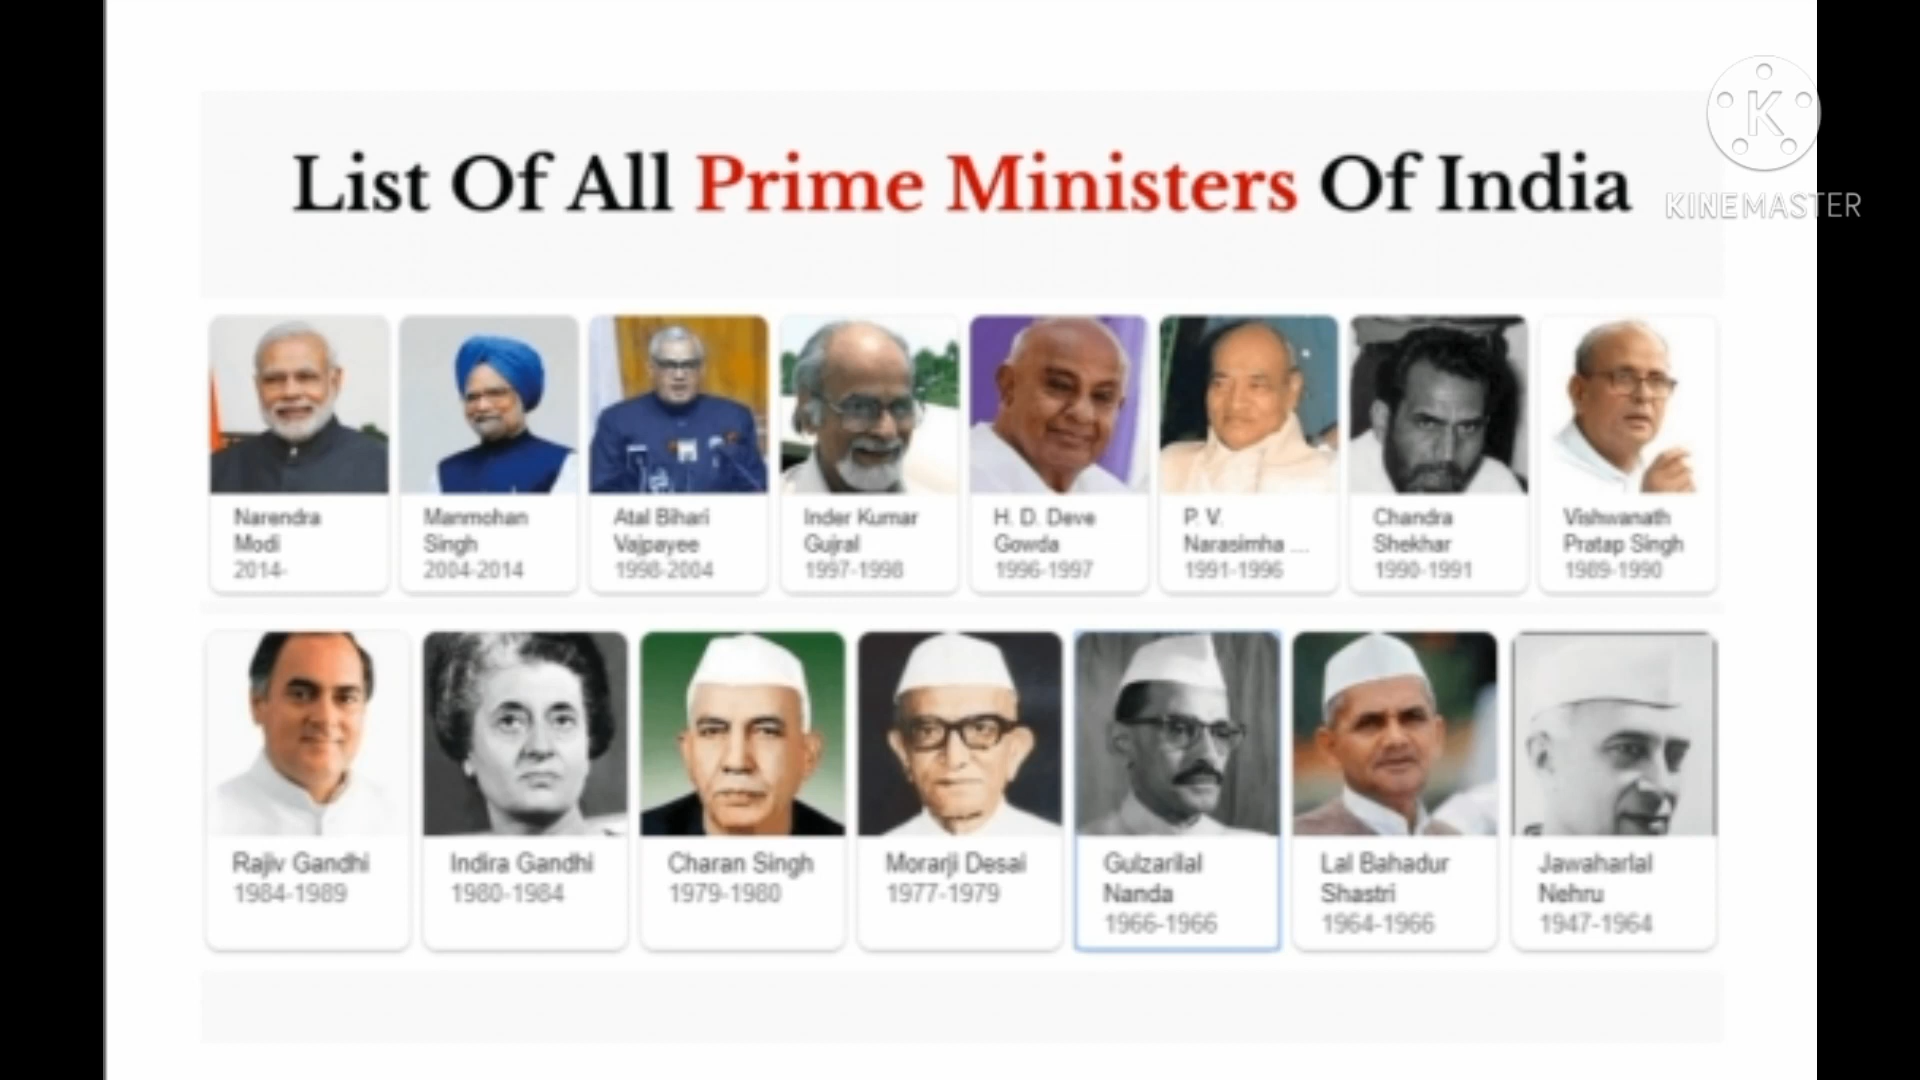 List Of All Prime Ministers Of India
K
KINEMASTER
Narendra
Modi
2014-
Manmohan
Singh
2004-2014
Atal Bihari
Vajpayee
1998-2004
Inder Kumar
Gujral
1997-1998
H. D. Deve
Gowda
1996-1997
P. V.
Narasimha ...
1991-1996
Chandra
Shekhar
1990-1991
Vishwanath
Pratap Singh
1989-1990
Rajiv Gandhi
1984-1989
Indira Gandhi
1980-1984
Charan Singh
1979-1980
Morarji Desai
1977-1979
Gulzarilal
Nanda
1966-1966
Lal Bahadur
Shastri
1964-1966
Jawaharlal
Nehru
1947-1964